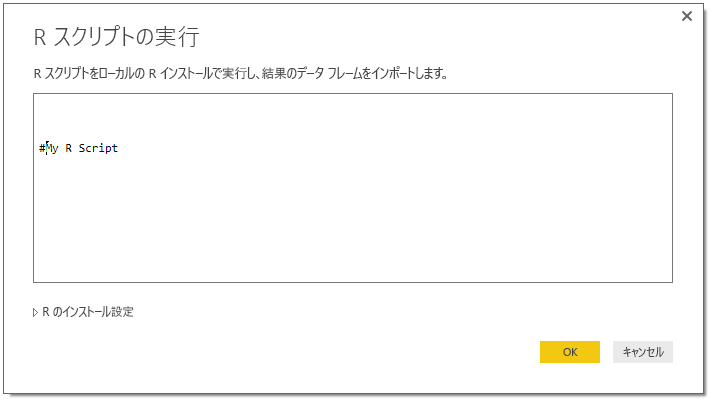 R スクリプトの実行
R スクリプトをローカルの R インストールで実行し、結果のデータ フレームをインポートします。
#My R Script
R のインストール設定
OK
キャンセル